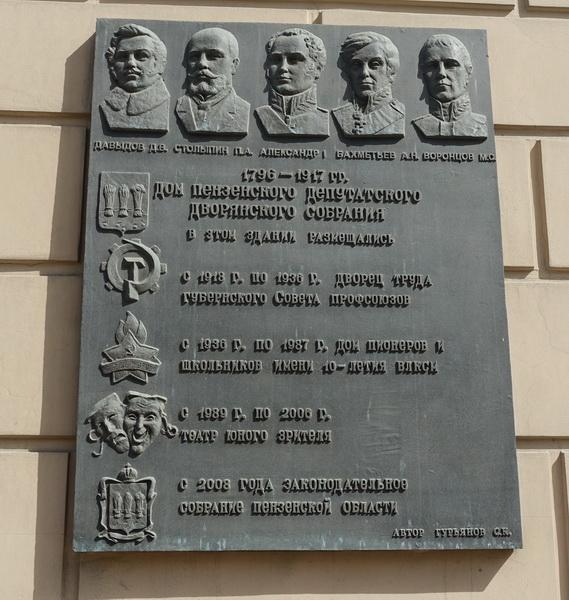 ДАВЫДОВ Д.В. СТОЛЫПИН П.А. АЛЕКСАНДР I БАХМЕТЬЕВ А.Н. ВОРОНЦОВ М.С.
1796 — 1917 ГГ.
ДОМ ПЕНЗЕНСКОГО ДЕПУТАТСКОГО
ДВОРЯНСКОГО СОБРАНИЯ
В ЭТОМ ЗДАНИИ РАЗМЕЩАЛИСЬ
С 1918 Г. ПО 1936 Г. ДВОРЕЦ ТРУДА
ГУБЕРНСКОГО СОВЕТА ПРОФСОЮЗОВ
С 1936 Г. ПО 1987 Г. ДОМ ПИОНЕРОВ И
ШКОЛЬНИКОВ ИМЕНИ 10-ЛЕТИЯ ВЛКСМ
С 1989 Г. ПО 2006 Г.
ТЕАТР ЮНОГО ЗРИТЕЛЯ
С 2008 ГОДА ЗАКОНОДАТЕЛЬНОЕ
СОБРАНИЕ ПЕНЗЕНСКОЙ ОБЛАСТИ
АВТОР ГУРЬЯНОВ С.К.